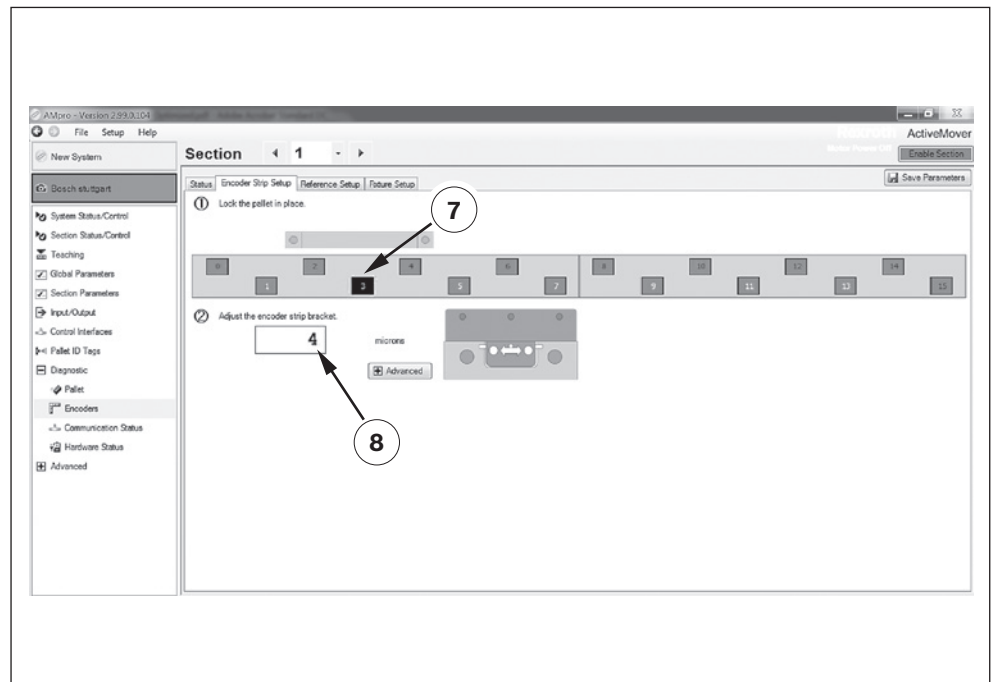 AMpro - Version 2.99.0.104
File Setup Help
ActiveMover
New System
Section 1
Enable Section
Bosch stuttgart
Status Encoder Strip Setup Reference Setup Fixture Setup
Save Parameters
1 Lock the pallet in place.
7
System Status/Control
Section Status/Control
Teaching
Global Parameters
Section Parameters
Input/Output
Control Interfaces
Pallet ID Tags
Diagnostic
Pallet
Encoders
Communication Status
Hardware Status
Advanced
0 2 4 6 8 10 12 14
1 3 5 7 9 11 13 15
2 Adjust the encoder strip bracket.
4 microns
Advanced
8